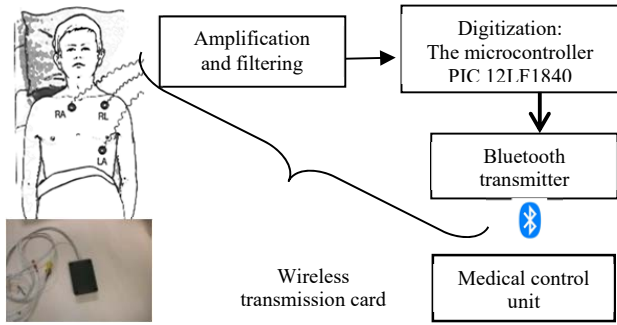 Amplification
and filtering
Digitization:
The microcontroller
PIC 12LF1840
RA
RL
LA
Bluetooth
transmitter
Wireless
transmission card
Medical control
unit